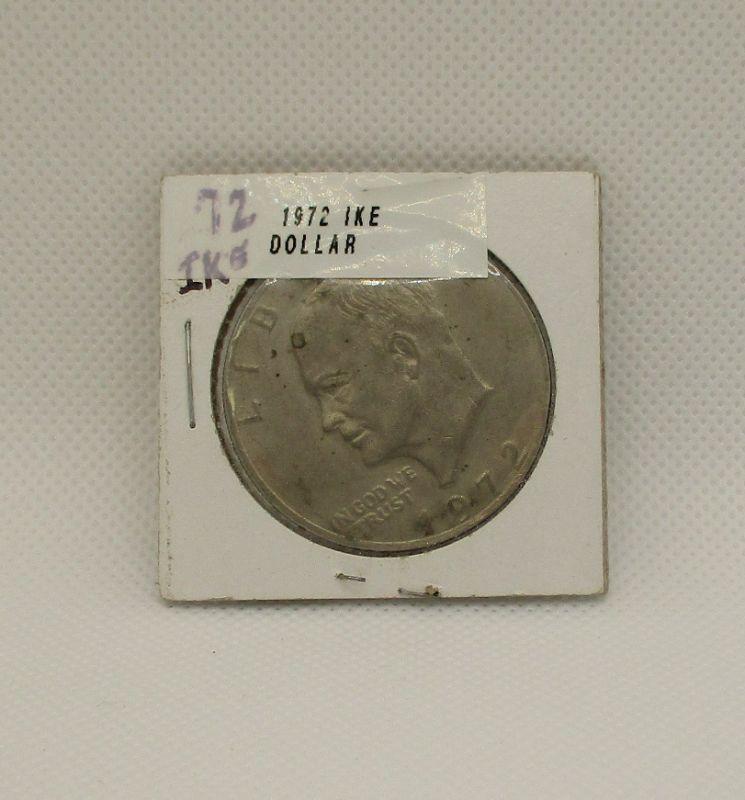 72
IKE
1972 IKE
DOLLAR
LIB
IN GOD WE
TRUST
1972